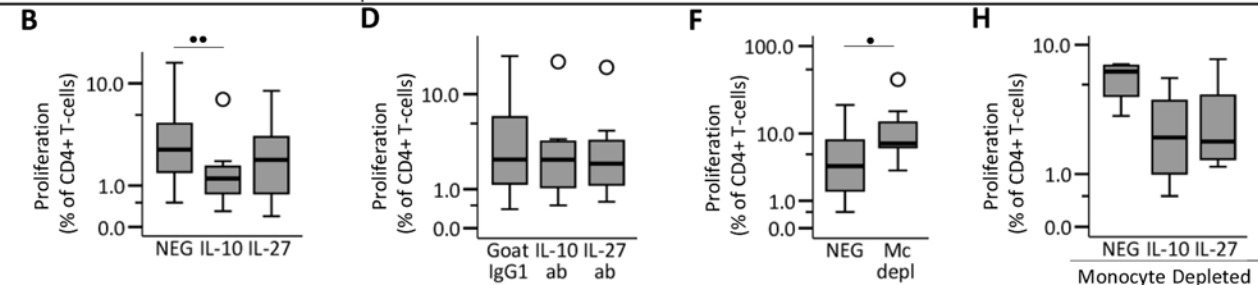 B
Proliferation
(% of CD4+ T-cells)
10.0
1.0
0.0
••
NEG IL-10 IL-27
D
Proliferation
(% of CD4+ T-cells)
10.0
1.0
0.0
Goat IL-10 IL-27
IgG1 ab ab
F
Proliferation
(% of CD4+ T-cells)
100.0
10.0
1.0
0.0
•
NEG Mc
depl
H
Proliferation
(% of CD4+ T-cells)
10.0
1.0
0.0
NEG IL-10 IL-27
Monocyte Depleted